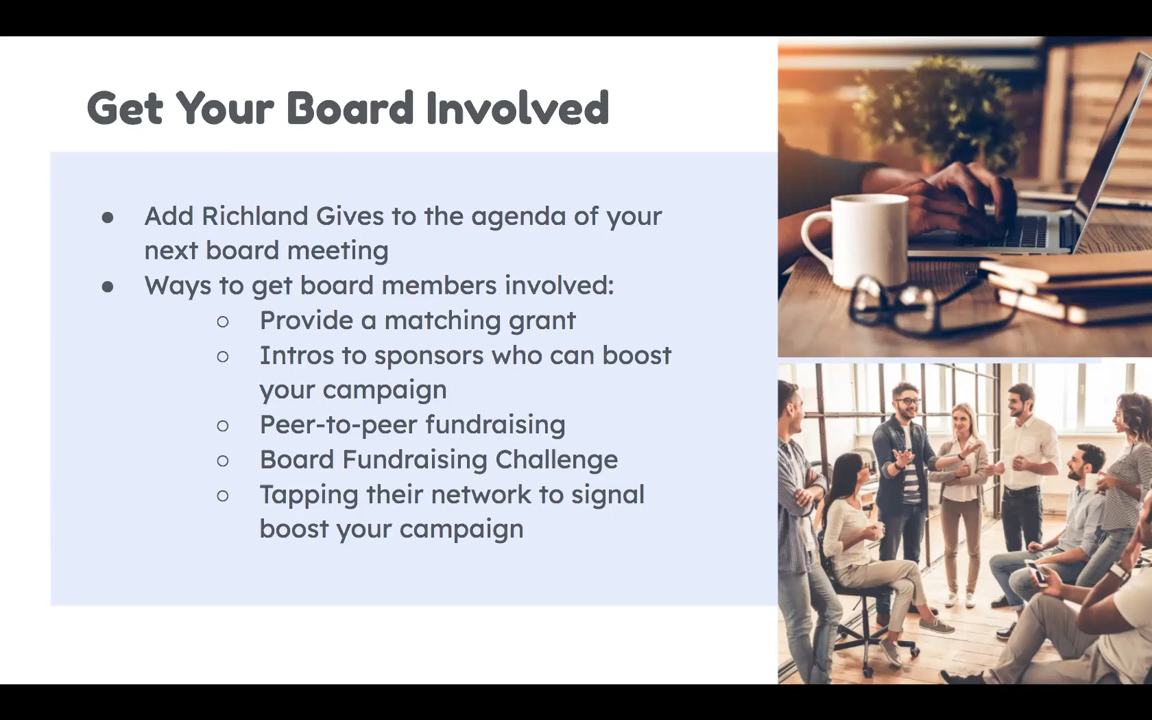 Get Your Board Involved
● Add Richland Gives to the agenda of your
next board meeting
● Ways to get board members involved:
○ Provide a matching grant
○ Intros to sponsors who can boost
your campaign
○ Peer-to-peer fundraising
○ Board Fundraising Challenge
○ Tapping their network to signal
boost your campaign